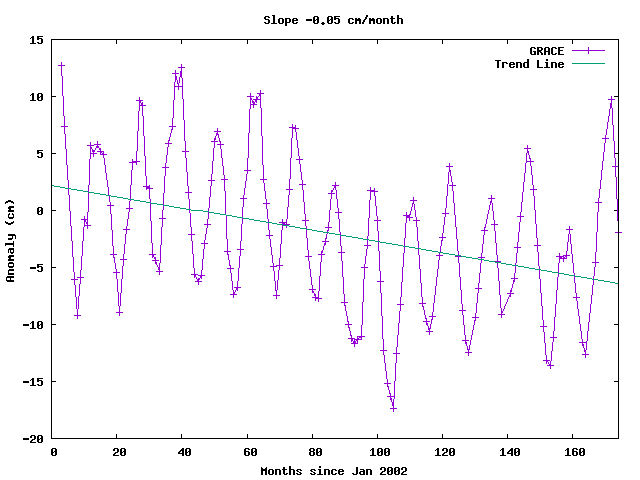 Slope -0.05 cm/month
GRACE
Trend Line
15
10
5
0
-5
-10
-15
-20
Anomaly (cm)
0 20 40 60 80 100 120 140 160
Months since Jan 2002